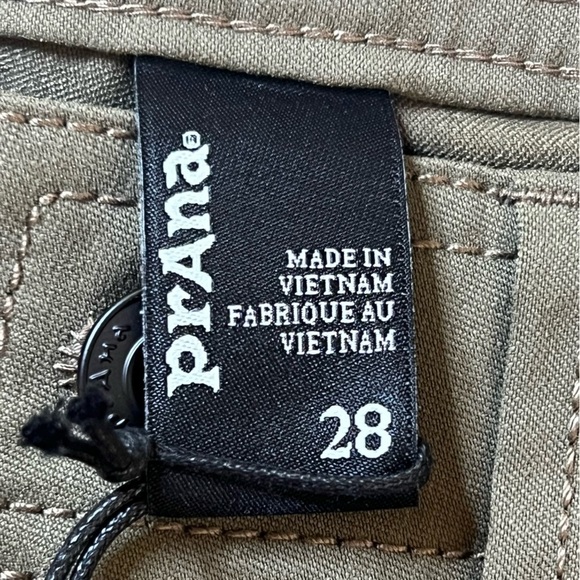 prAna
MADE IN
VIETNAM
FABRIQUE AU
VIETNAM
28